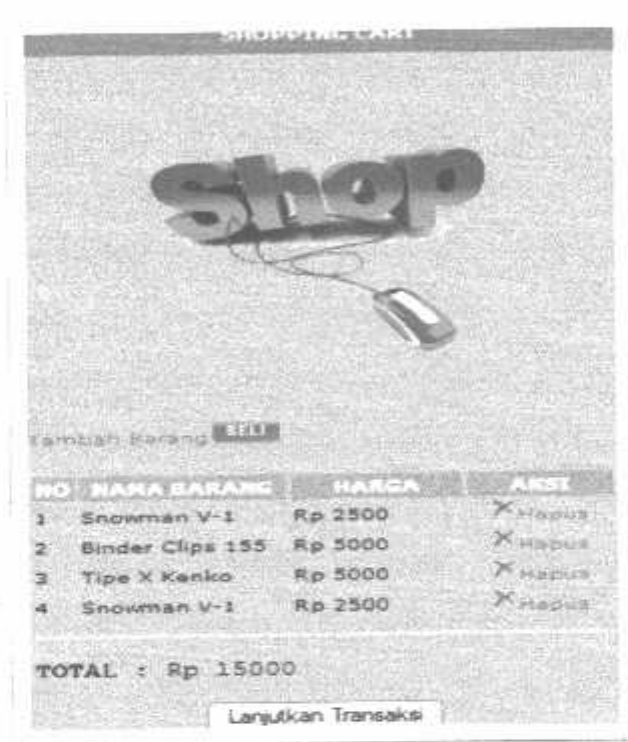 SHOPPING CART
Shop
Tambah Barang BELI
NO NAMA BARANG HARGA AKSI
1 Snowman V-1 Rp 2500 Hapus
2 Binder Clips 155 Rp 5000 Hapus
3 Tipe X Kenko Rp 5000 Hapus
4 Snowman V-1 Rp 2500 Hapus
TOTAL : Rp 15000
Lanjutkan Transaksi